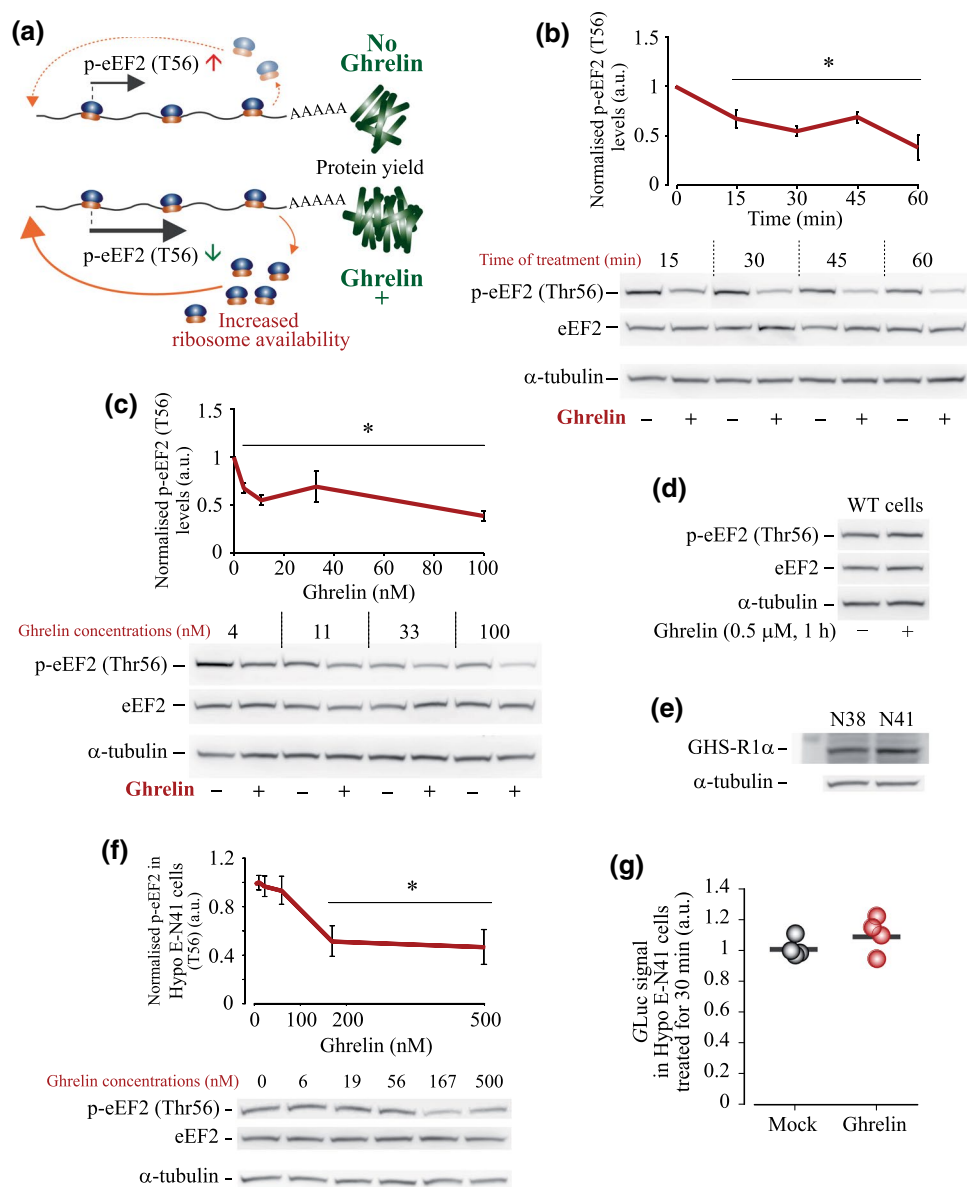 (a)
No
Ghrelin
p-eEF2 (T56) ↑
AAAAA
Protein yield
AAAAA
p-eEF2 (T56) ↓
Ghrelin
+
Increased
ribosome availability
(b)
Normalised p-eEF2 (T56)
levels (a.u.)
1.5
1
0.5
0
*
0 15 30 45 60
Time (min)
Time of treatment (min) 15 30 45 60
p-eEF2 (Thr56) –
eEF2 –
α-tubulin –
Ghrelin – + – + – + – +
(c)
Normalised p-eEF2 (T56)
levels (a.u.)
1.5
1
0.5
0
*
0 20 40 60 80 100
Ghrelin (nM)
Ghrelin concentrations (nM) 4 11 33 100
p-eEF2 (Thr56) –
eEF2 –
α-tubulin –
Ghrelin – + – + – + – +
(d)
WT cells
p-eEF2 (Thr56) –
eEF2 –
α-tubulin –
Ghrelin (0.5 μM, 1 h) – +
(e)
N38 N41
GHS-R1α –
α-tubulin –
(f)
Normalised p-eEF2 in
Hypo E-N41 cells
(T56) (a.u.)
1.2
0.8
0.4
0
*
0 100 200 500
Ghrelin (nM)
Ghrelin concentrations (nM) 0 6 19 56 167 500
p-eEF2 (Thr56) -
eEF2 -
α-tubulin -
(g)
GLuc signal
in Hypo E-N41 cells
treated for 30 min (a.u.)
1.4
1.2
1
0.8
0.6
0.4
0.2
0
Mock Ghrelin